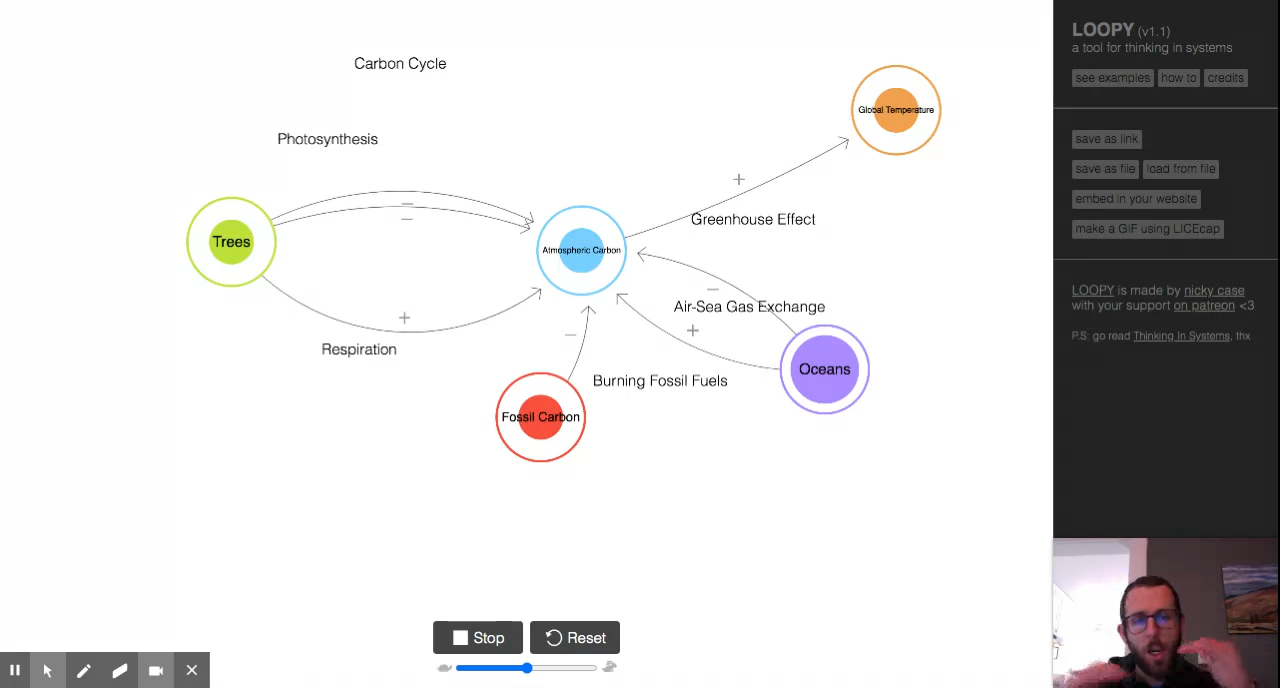 Carbon Cycle
Photosynthesis
Trees
Respiration
Atmospheric Carbon
Global Temperature
+
Greenhouse Effect
–
–
+
–
Air-Sea Gas Exchange
+
–
Oceans
Burning Fossil Fuels
Fossil Carbon
Stop
Reset
LOOPY (v1.1)
a tool for thinking in systems
see examples how to credits
save as link
save as file load from file
embed in your website
make a GIF using LICEcap
LOOPY is made by nicky case
with your support on patreon <3
P.S: go read Thinking In Systems, thx